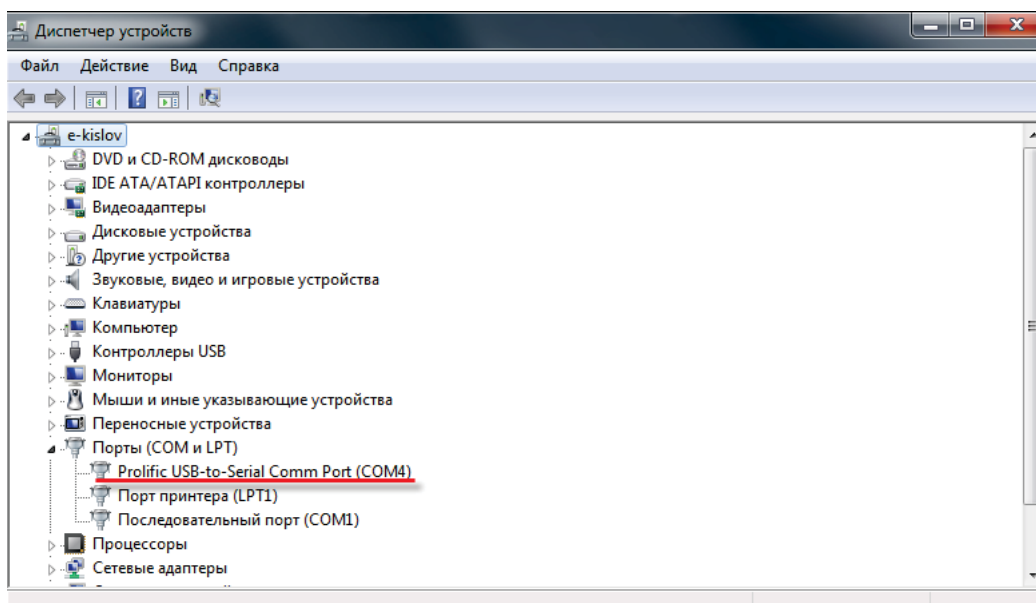 Диспетчер устройств
Файл Действие Вид Справка
e-kislov
DVD и CD-ROM дисководы
IDE ATA/ATAPI контроллеры
Видеоадаптеры
Дисковые устройства
Другие устройства
Звуковые, видео и игровые устройства
Клавиатуры
Компьютер
Контроллеры USB
Мониторы
Мыши и иные указывающие устройства
Переносные устройства
Порты (COM и LPT)
Prolific USB-to-Serial Comm Port (COM4)
Порт принтера (LPT1)
Последовательный порт (COM1)
Процессоры
Сетевые адаптеры